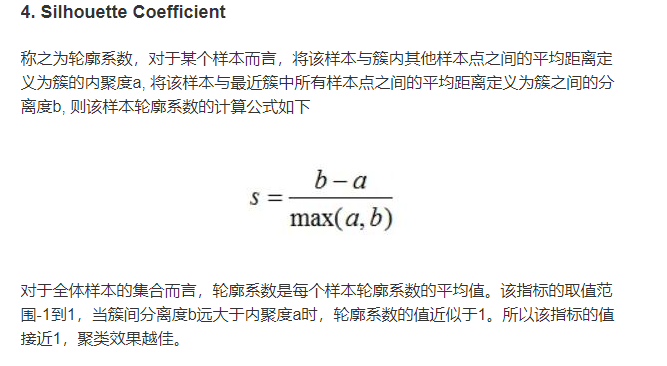 4. Silhouette Coefficient
称之为轮廓系数，对于某个样本而言，将该样本与簇内其他样本点之间的平均距离定
义为簇的内聚度a, 将该样本与最近簇中所有样本点之间的平均距离定义为簇之间的分
离度b, 则该样本轮廓系数的计算公式如下
s = \frac{b - a}{max(a, b)}
对于全体样本的集合而言，轮廓系数是每个样本轮廓系数的平均值。该指标的取值范
围-1到1，当簇间分离度b远大于内聚度a时，轮廓系数的值近似于1。所以该指标的值
接近1，聚类效果越佳。